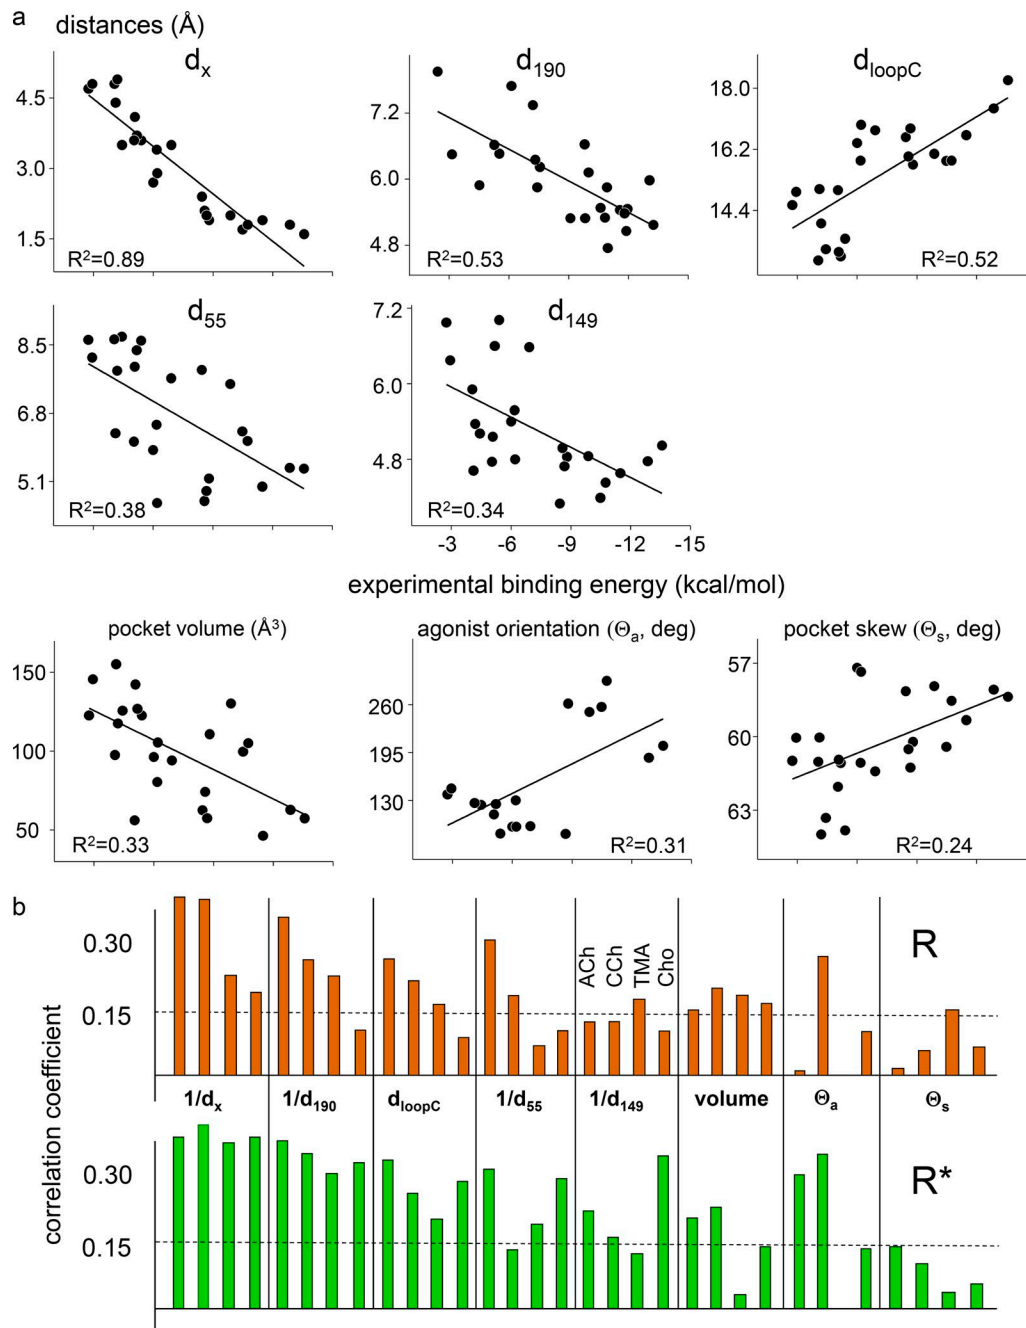 a
distances (Å)
dx
d190
dloopC
4.5
3.0
1.5
R²=0.89
7.2
6.0
4.8
R²=0.53
18.0
16.2
14.4
R²=0.52
d55
d149
8.5
6.8
5.1
R²=0.38
7.2
6.0
4.8
R²=0.34
-3 -6 -9 -12 -15
experimental binding energy (kcal/mol)
pocket volume (Å³)
agonist orientation (Θa, deg)
pocket skew (Θs, deg)
150
100
50
R²=0.33
260
195
130
R²=0.31
57
60
63
R²=0.24
b
correlation coefficient
0.30
0.15
ACh
CCh
TMA
Cho
R
1/dx 1/d190 dloopC 1/d55 1/d149 volume Θa Θs
0.30
0.15
R*